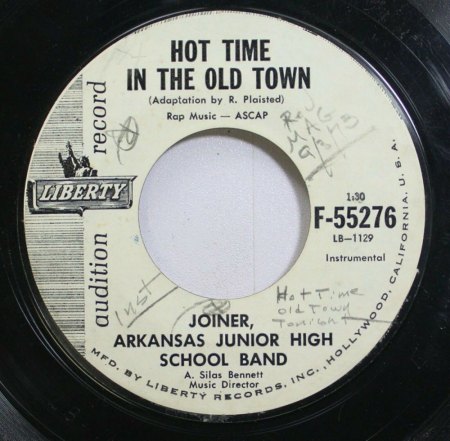 HOT TIME
IN THE OLD TOWN
(Adaptation by R. Plaisted)
Rap Music — ASCAP
audition record
LIBERTY
1:30
F-55276
LB-1129
Instrumental
Inst
Hot Time
Old Town
Tonight
JOINER,
ARKANSAS JUNIOR HIGH
SCHOOL BAND
A. Silas Bennett
Music Director
MFD. BY LIBERTY RECORDS, INC., HOLLYWOOD, CALIFORNIA, U.S.A.